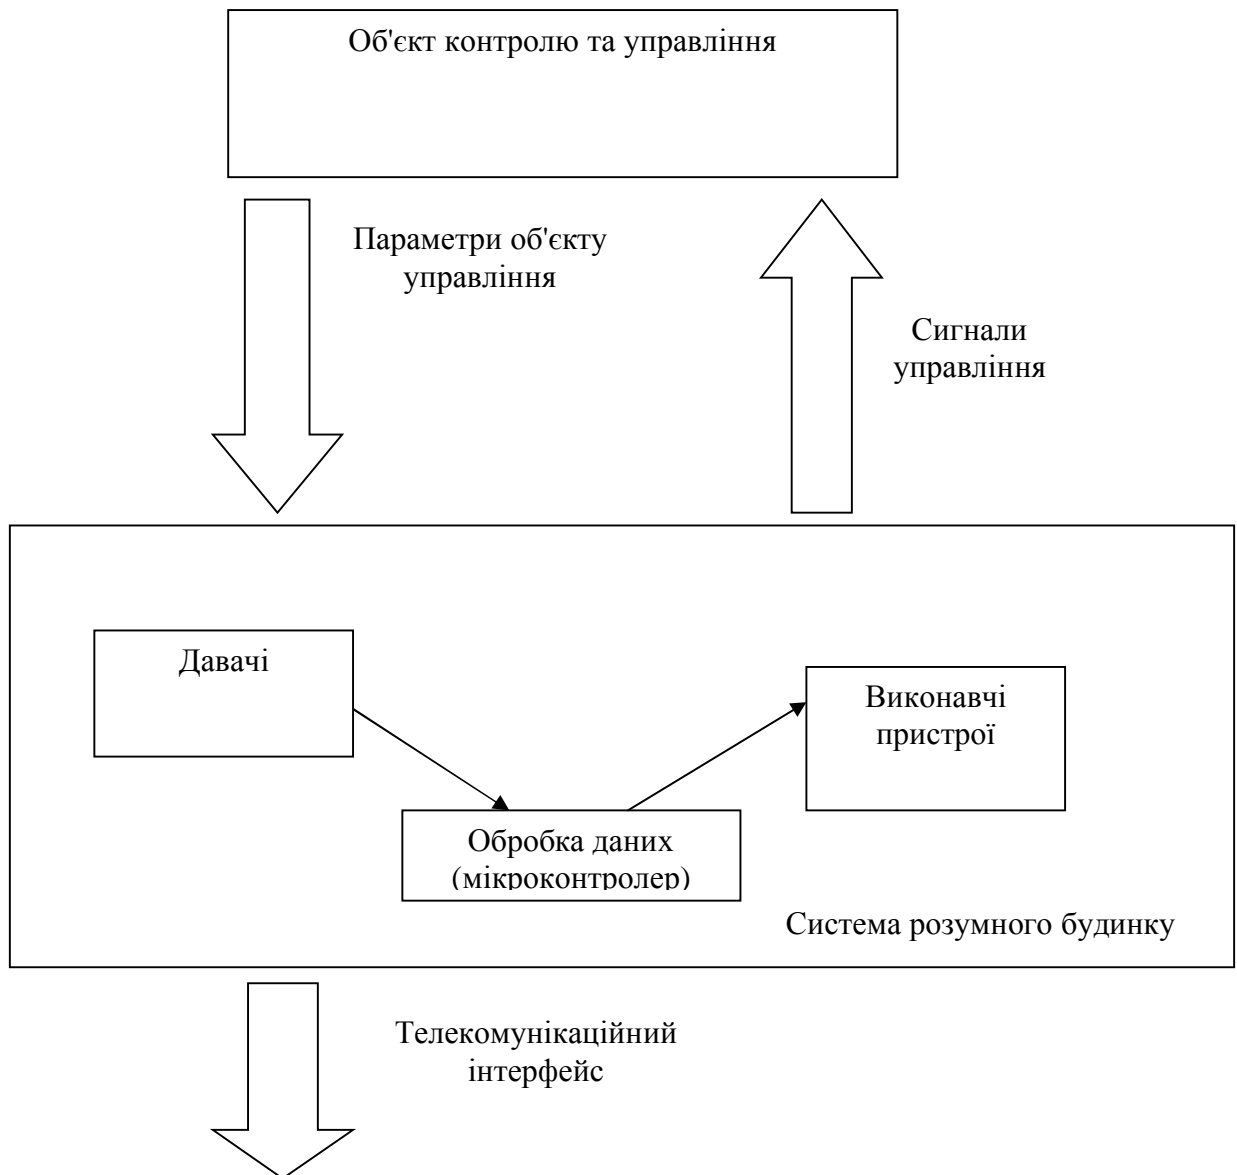 Об'єкт контролю та управління
Параметри об'єкту
управління
Сигнали
управління
Давачі
Виконавчі
пристрої
Обробка даних
(мікроконтролер)
Система розумного будинку
Телекомунікаційний
інтерфейс